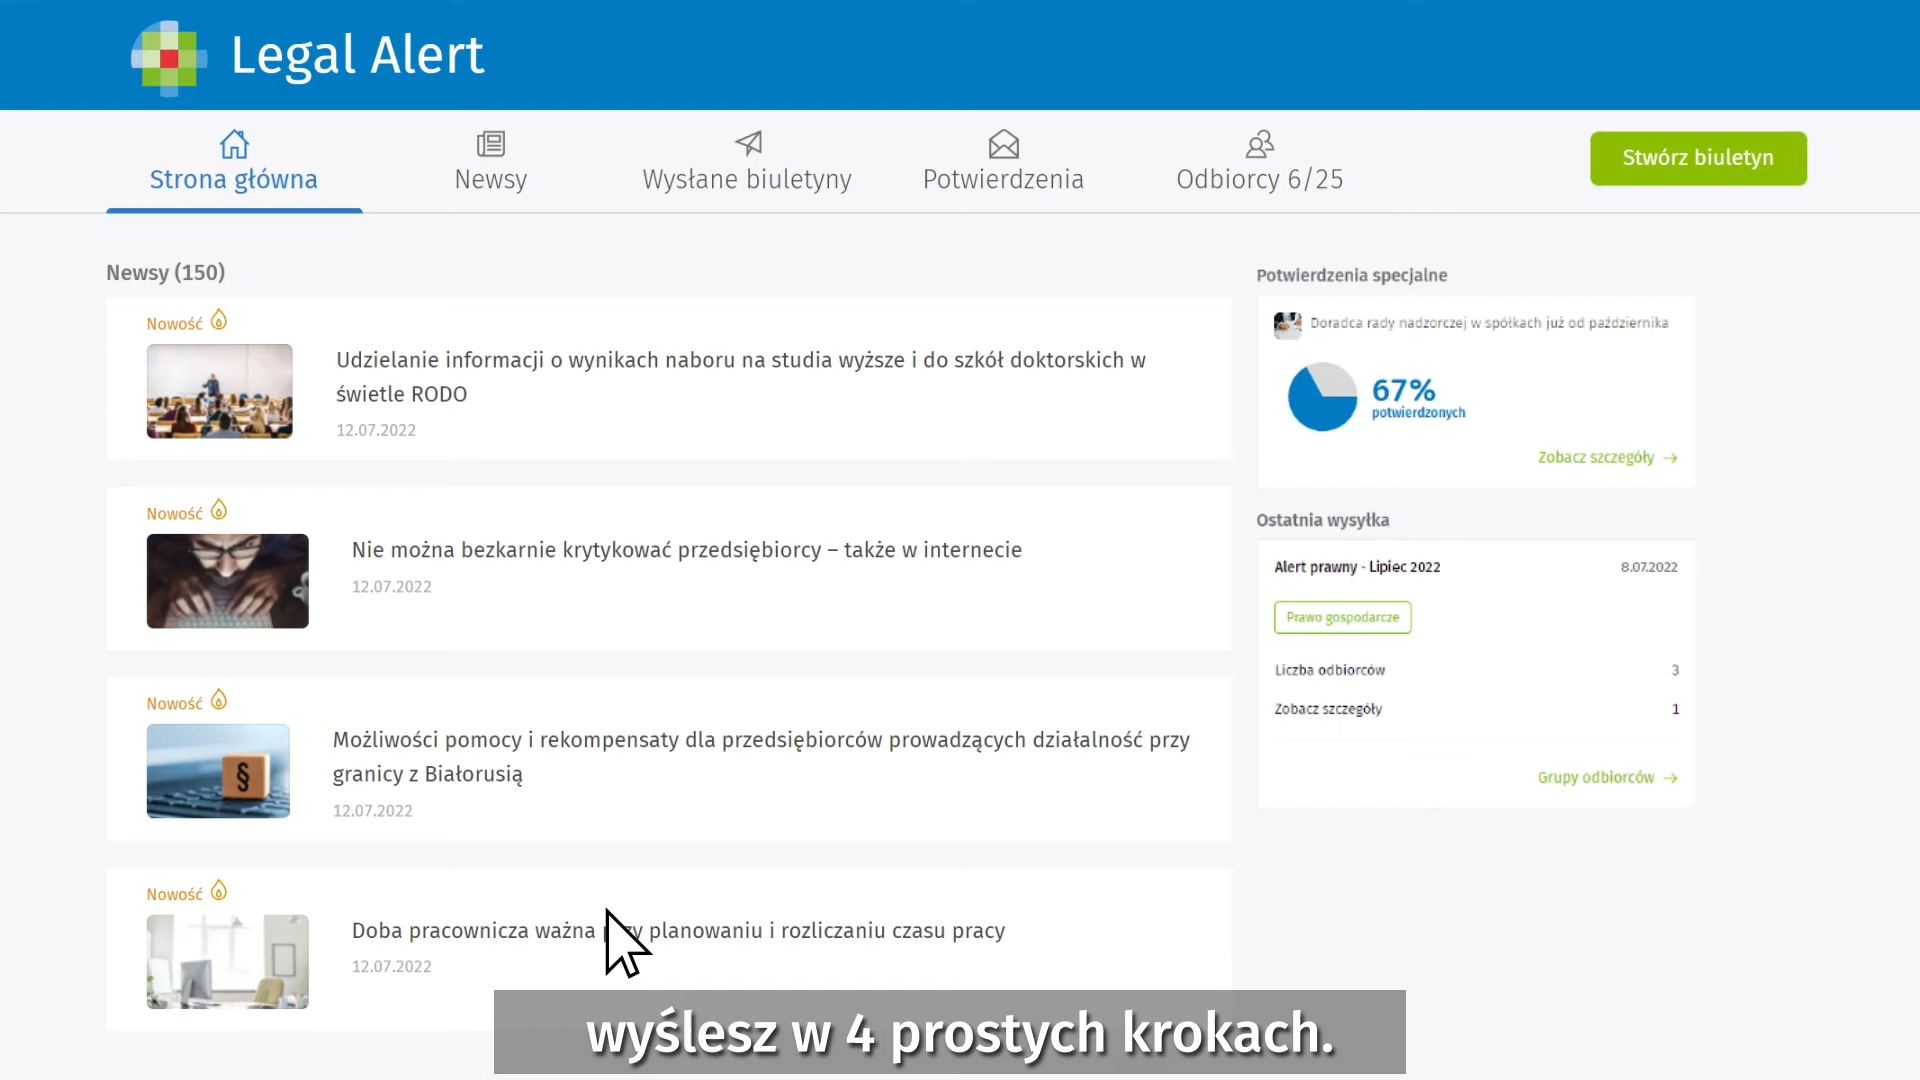 Legal Alert
Strona główna
Newsy
Wysłane biuletyny
Potwierdzenia
Odbiorcy 6/25
Stwórz biuletyn
Newsy (150)
Nowość
Udzielanie informacji o wynikach naboru na studia wyższe i do szkół doktorskich w
świetle RODO
12.07.2022
Nowość
Nie można bezkarnie krytykować przedsiębiorcy – także w internecie
12.07.2022
Nowość
§
Możliwości pomocy i rekompensaty dla przedsiębiorców prowadzących działalność przy
granicy z Białorusią
12.07.2022
Nowość
Doba pracownicza ważna przy planowaniu i rozliczaniu czasu pracy
12.07.2022
Potwierdzenia specjalne
Doradca rady nadzorczej w spółkach już od października
67%
potwierdzonych
Zobacz szczegóły →
Ostatnia wysyłka
Alert prawny - Lipiec 2022 8.07.2022
Prawo gospodarcze
Liczba odbiorców 3
Zobacz szczegóły 1
Grupy odbiorców →
wyślesz w 4 prostych krokach.